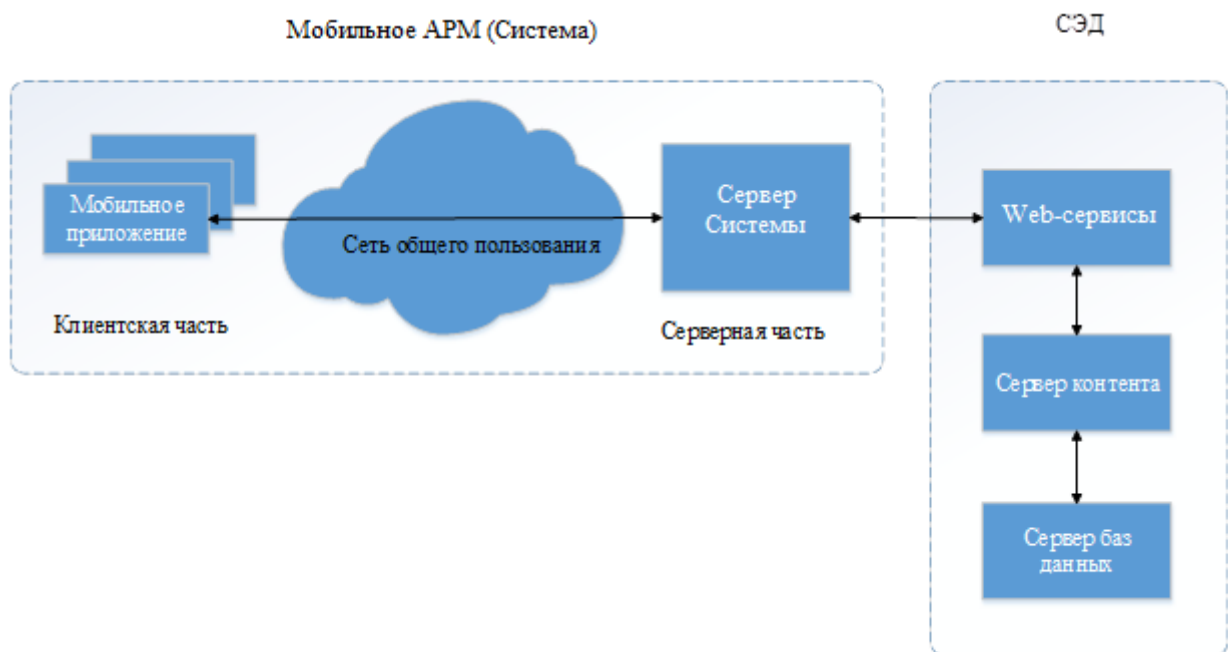 Мобильное АРМ (Система)
СЭД
Мобильное
приложение
Сеть общего пользования
Сервер
Системы
Web-сервисы
Клиентская часть
Серверная часть
Сервер контента
Сервер баз
данных